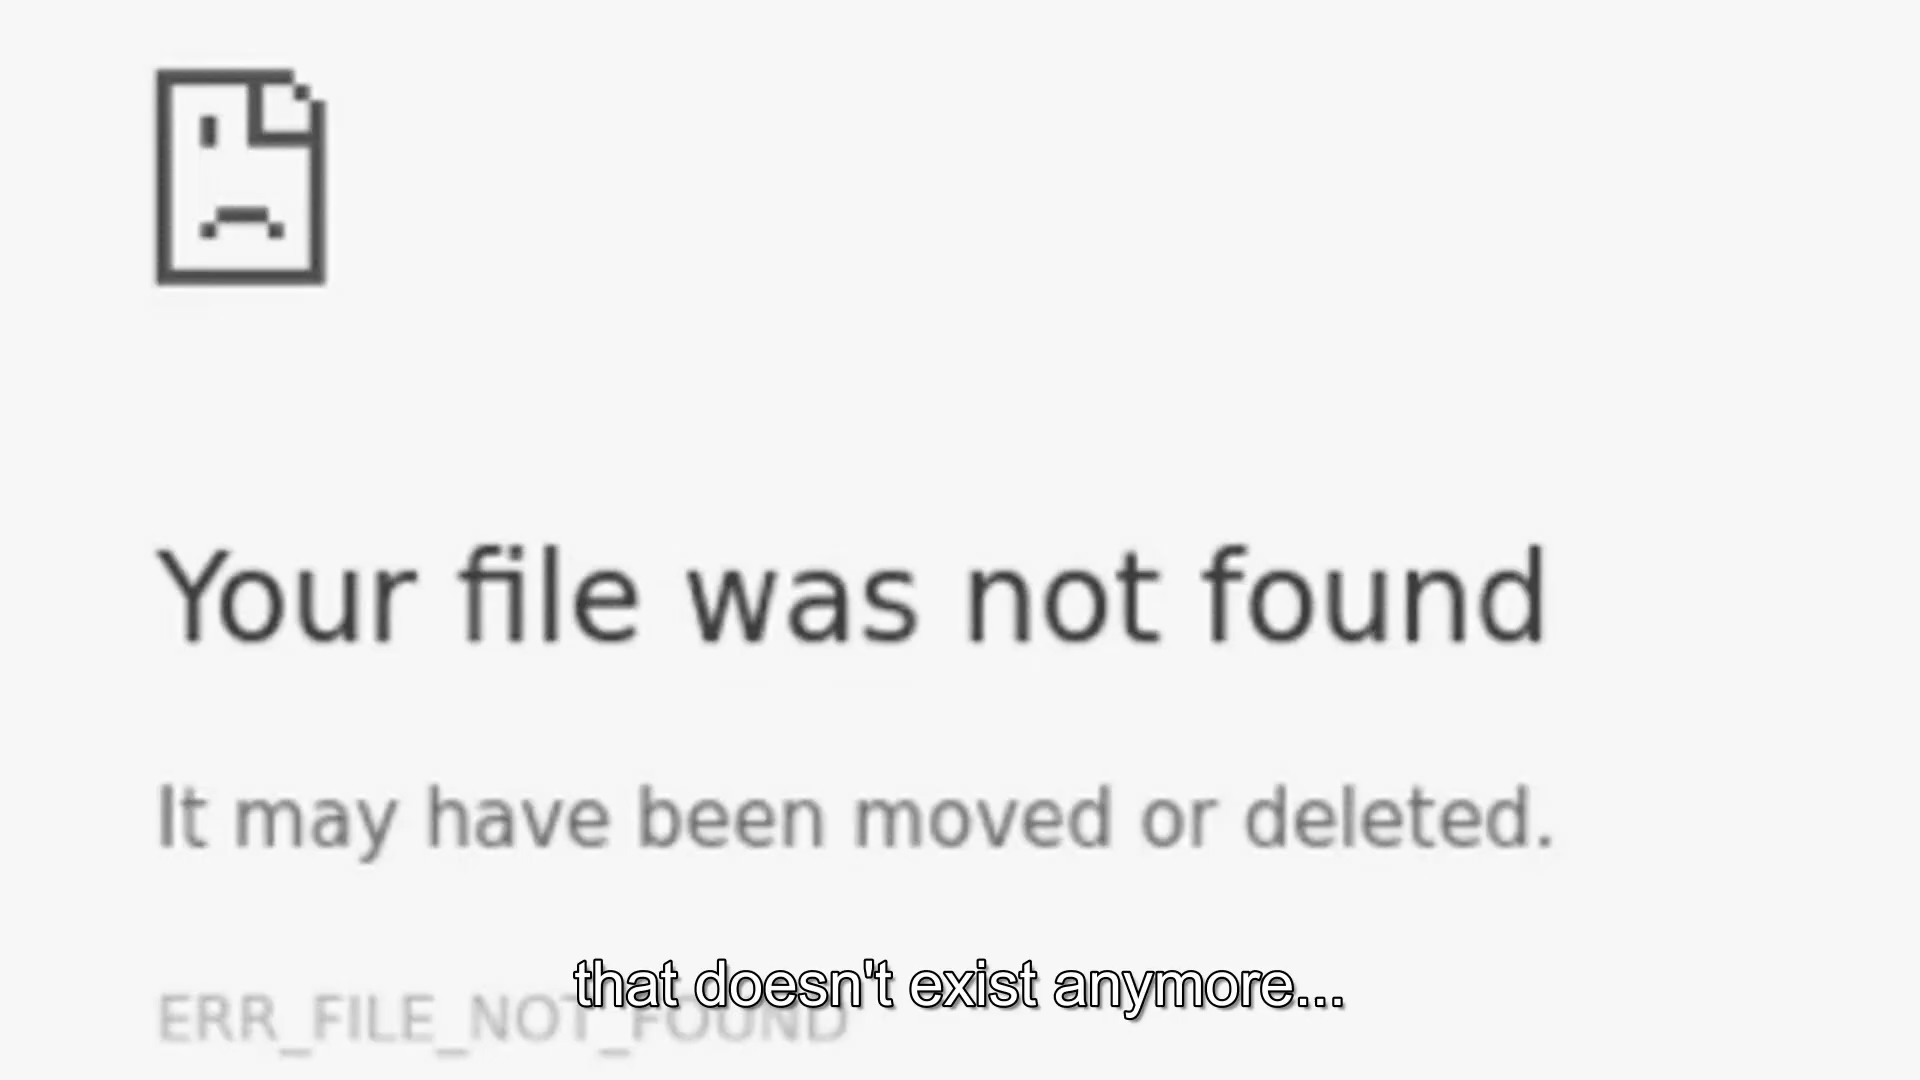 Your file was not found
It may have been moved or deleted.
that doesn't exist anymore...
ERR_FILE_NOT_FOUND